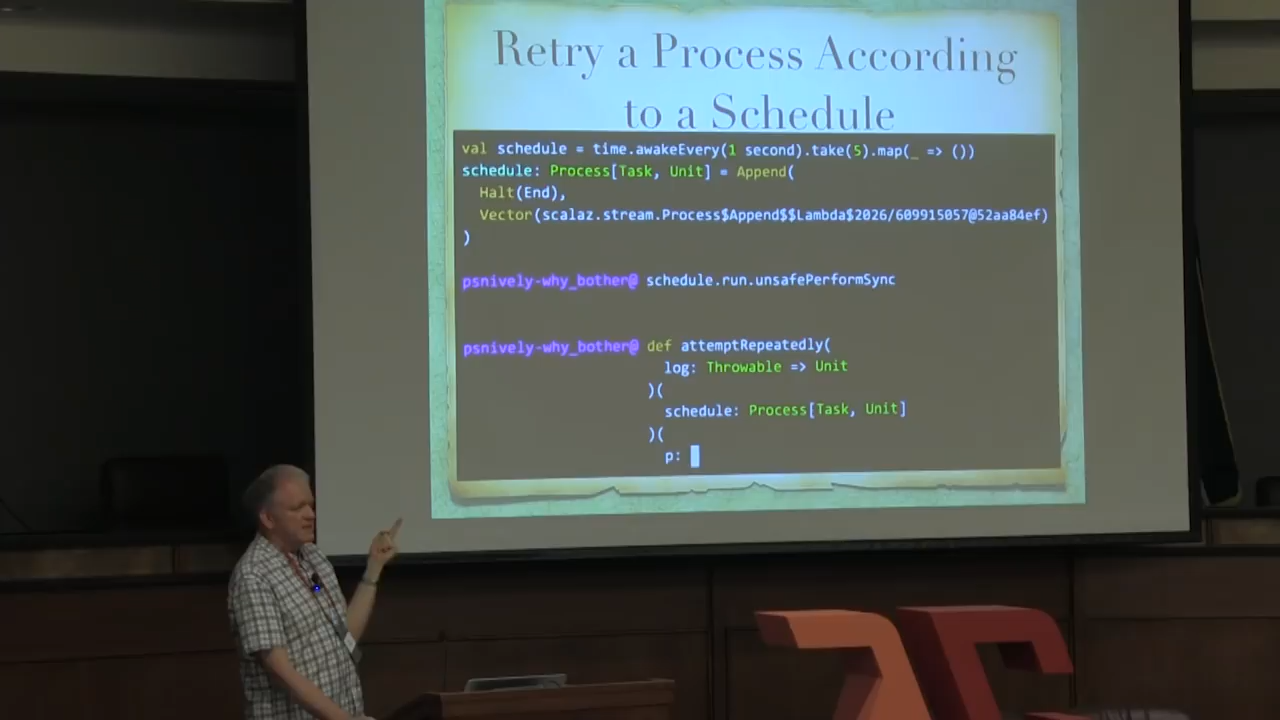 Retry a Process According
to a Schedule
val schedule = time.awakeEvery(1 second).take(5).map(_ => ())
schedule: Process[Task, Unit] = Append(
Halt(End),
Vector(scalaz.stream.Process$Append$$Lambda$2026/609915057@52aa84ef)
)
psnively-why_bother@ schedule.run.unsafePerformSync
psnively-why_bother@ def attemptRepeatedly(
log: Throwable => Unit
)(
schedule: Process[Task, Unit]
)(
p: